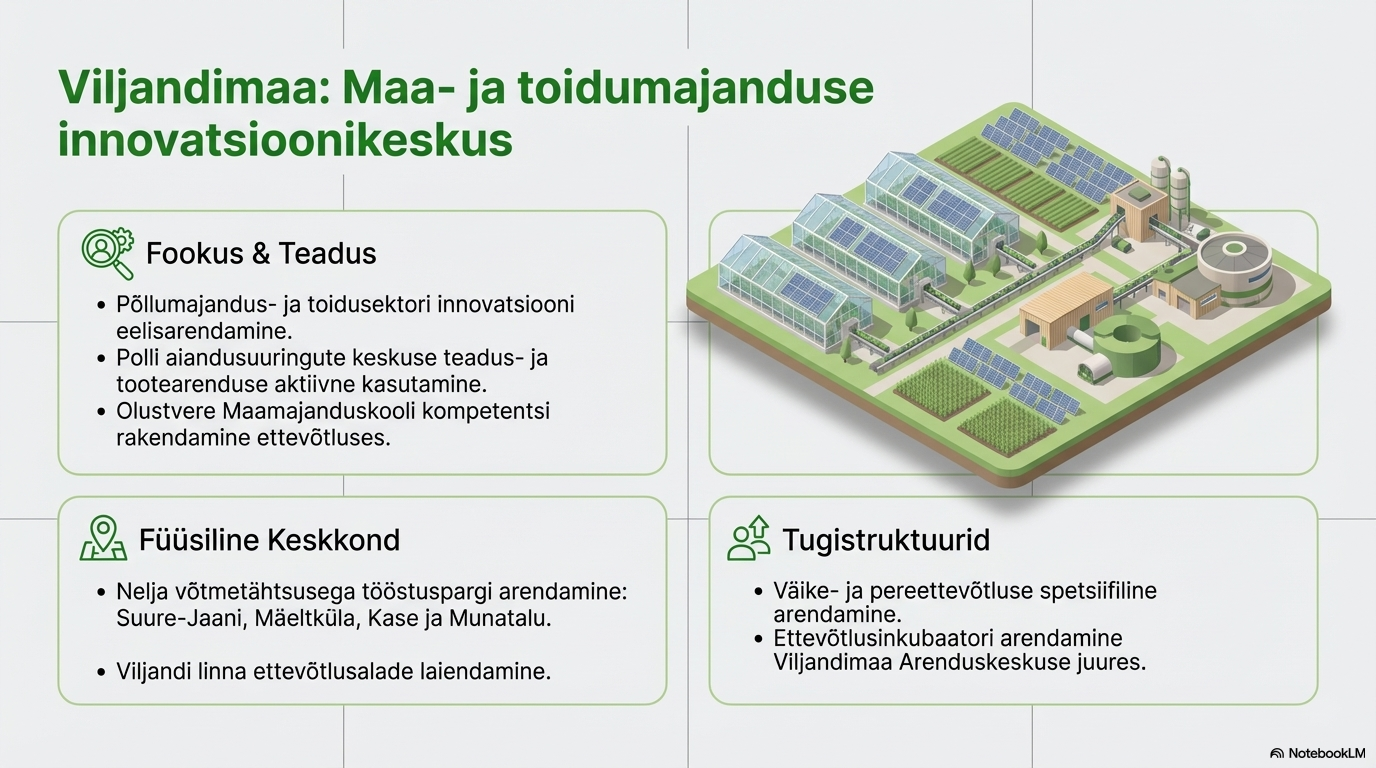 Viljandimaa: Maa- ja toidumajanduse
innovatsioonikeskus
Fookus & Teadus
• Põllumajandus- ja toidusektori innovatsiooni
eelisarendamine.
• Polli aiandusuuringute keskuse teadus- ja
tootearenduse aktiivne kasutamine.
• Olustvere Maamajanduskooli kompetentsi
rakendamine ettevõtluses.
Füüsiline Keskkond
• Nelja võtmetähtsusega tööstuspargi arendamine:
Suure-Jaani, Mäeltküla, Kase ja Munatalu.
• Viljandi linna ettevõtlusalade laiendamine.
Tugistruktuurid
• Väike- ja pereettevõtluse spetsiifiline
arendamine.
• Ettevõtlusinkubaatori arendamine
Viljandimaa Arenduskeskuse juures.
NotebookLM